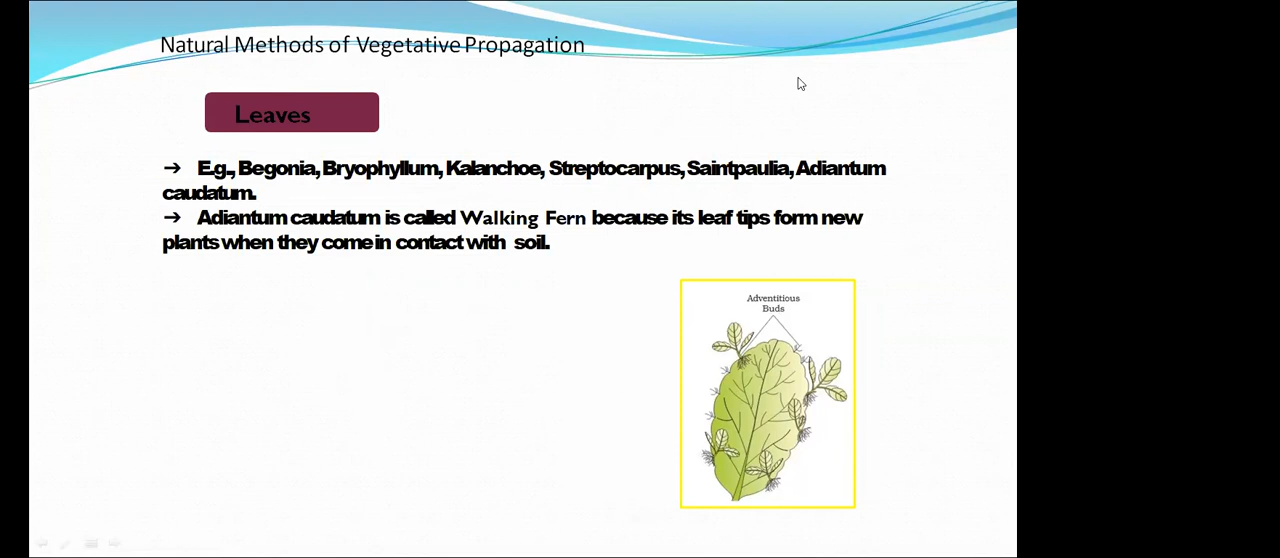 Natural Methods of Vegetative Propagation
Leaves
➔ E.g., Begonia, Bryophyllum, Kalanchoe, Streptocarpus, Saintpaulia, Adiantum
caudatum.
➔ Adiantum caudatum is called Walking Fern because its leaf tips form new
plants when they come in contact with soil.
Adventitious
Buds